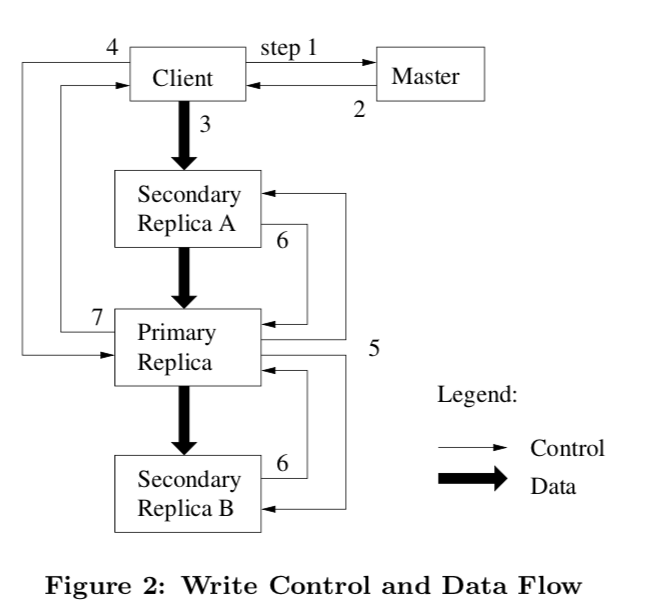 4
step 1
Client
Master
2
3
Secondary
Replica A
6
7
Primary
Replica
5
Legend:
Control
6
Secondary
Replica B
Data
Figure 2: Write Control and Data Flow